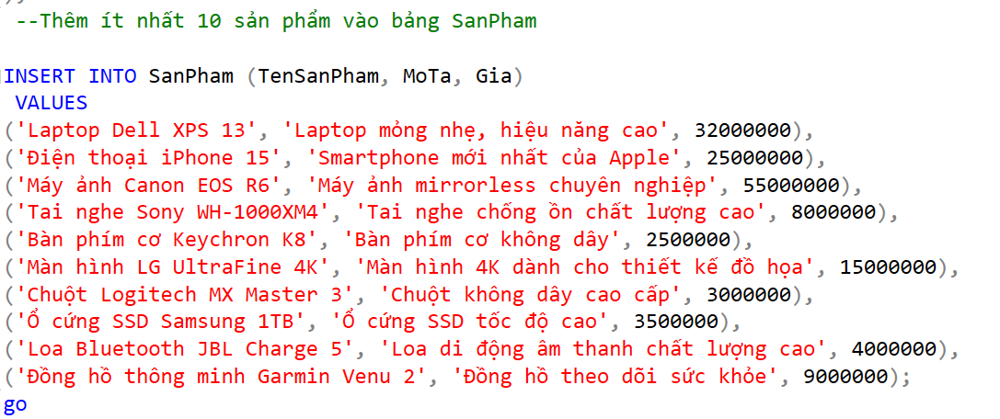 );
--Thêm ít nhất 10 sản phẩm vào bảng SanPham
INSERT INTO SanPham (TenSanPham, MoTa, Gia)
VALUES
('Laptop Dell XPS 13', 'Laptop mỏng nhẹ, hiệu năng cao', 32000000),
('Điện thoại iPhone 15', 'Smartphone mới nhất của Apple', 25000000),
('Máy ảnh Canon EOS R6', 'Máy ảnh mirrorless chuyên nghiệp', 55000000),
('Tai nghe Sony WH-1000XM4', 'Tai nghe chống ồn chất lượng cao', 8000000),
('Bàn phím cơ Keychron K8', 'Bàn phím cơ không dây', 2500000),
('Màn hình LG UltraFine 4K', 'Màn hình 4K dành cho thiết kế đồ họa', 15000000),
('Chuột Logitech MX Master 3', 'Chuột không dây cao cấp', 3000000),
('Ổ cứng SSD Samsung 1TB', 'Ổ cứng SSD tốc độ cao', 3500000),
('Loa Bluetooth JBL Charge 5', 'Loa di động âm thanh chất lượng cao', 4000000),
('Đồng hồ thông minh Garmin Venu 2', 'Đồng hồ theo dõi sức khỏe', 9000000);
go